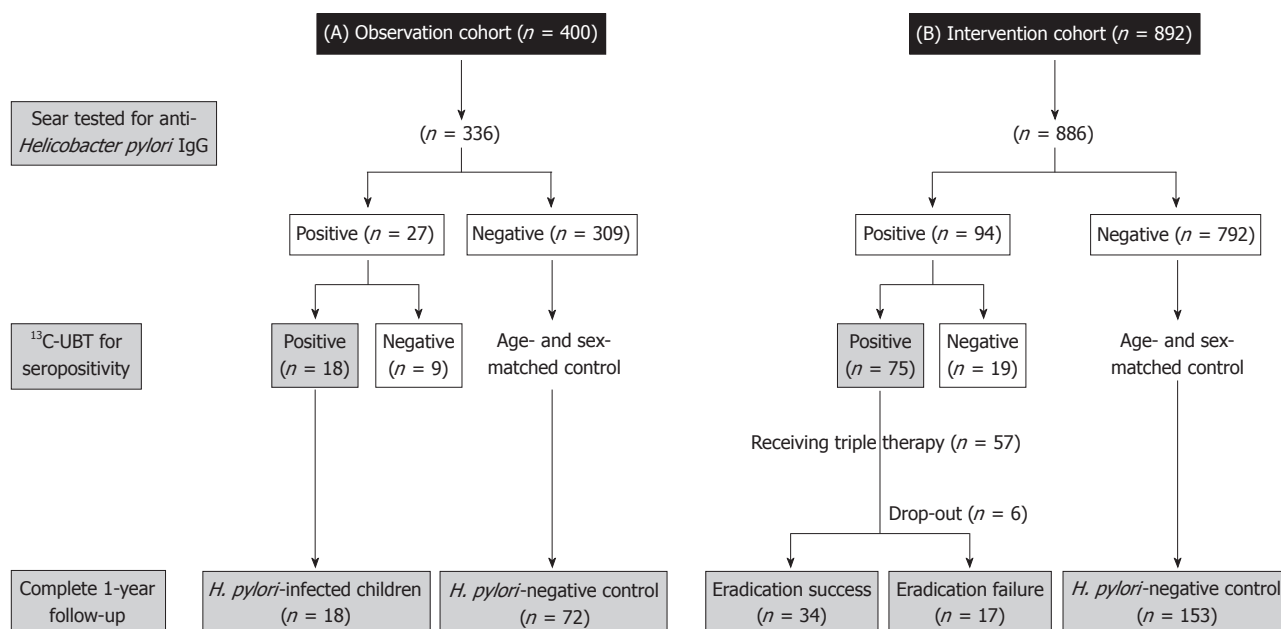 (A) Observation cohort (n = 400)
(B) Intervention cohort (n = 892)
Sear tested for anti-
Helicobacter pylori IgG
(n = 336)
(n = 886)
Positive (n = 27)
Negative (n = 309)
Positive (n = 94)
Negative (n = 792)
¹³C-UBT for
seropositivity
Positive
(n = 18)
Negative
(n = 9)
Age- and sex-
matched control
Positive
(n = 75)
Negative
(n = 19)
Age- and sex-
matched control
Receiving triple therapy (n = 57)
Drop-out (n = 6)
Complete 1-year
follow-up
H. pylori-infected children
(n = 18)
H. pylori-negative control
(n = 72)
Eradication success
(n = 34)
Eradication failure
(n = 17)
H. pylori-negative control
(n = 153)